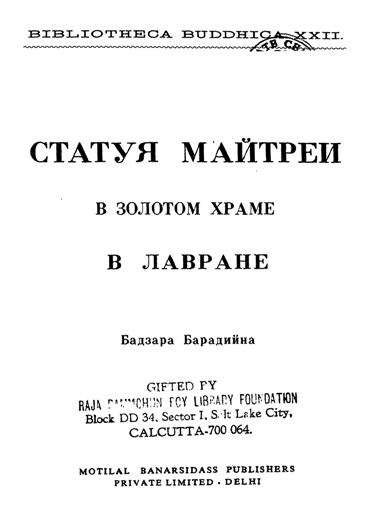 BIBLIOTHECA BUDDHICA XXII.
СТАТУЯ МАЙТРЕИ
В ЗОЛОТОМ ХРАМЕ
В ЛАВРАНЕ
Бадзара Барадийна
GIFTED BY
RAJA RAMMOHUN ROY LIBRARY FOUNDATION
Block DD 34, Sector I, Salt Lake City,
CALCUTTA-700 064.
MOTILAL BANARSIDASS PUBLISHERS
PRIVATE LIMITED · DELHI